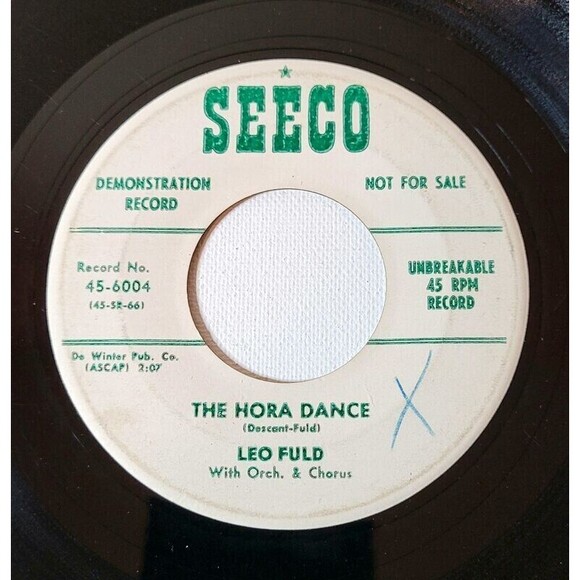 SEECO
DEMONSTRATION
RECORD
NOT FOR SALE
Record No.
45-6004
(45-SR-66)
UNBREAKABLE
45 RPM
RECORD
De Winter Pub. Co.
(ASCAP) 2:07
THE HORA DANCE
(Descant-Fuld)
LEO FULD
With Orch. & Chorus
X